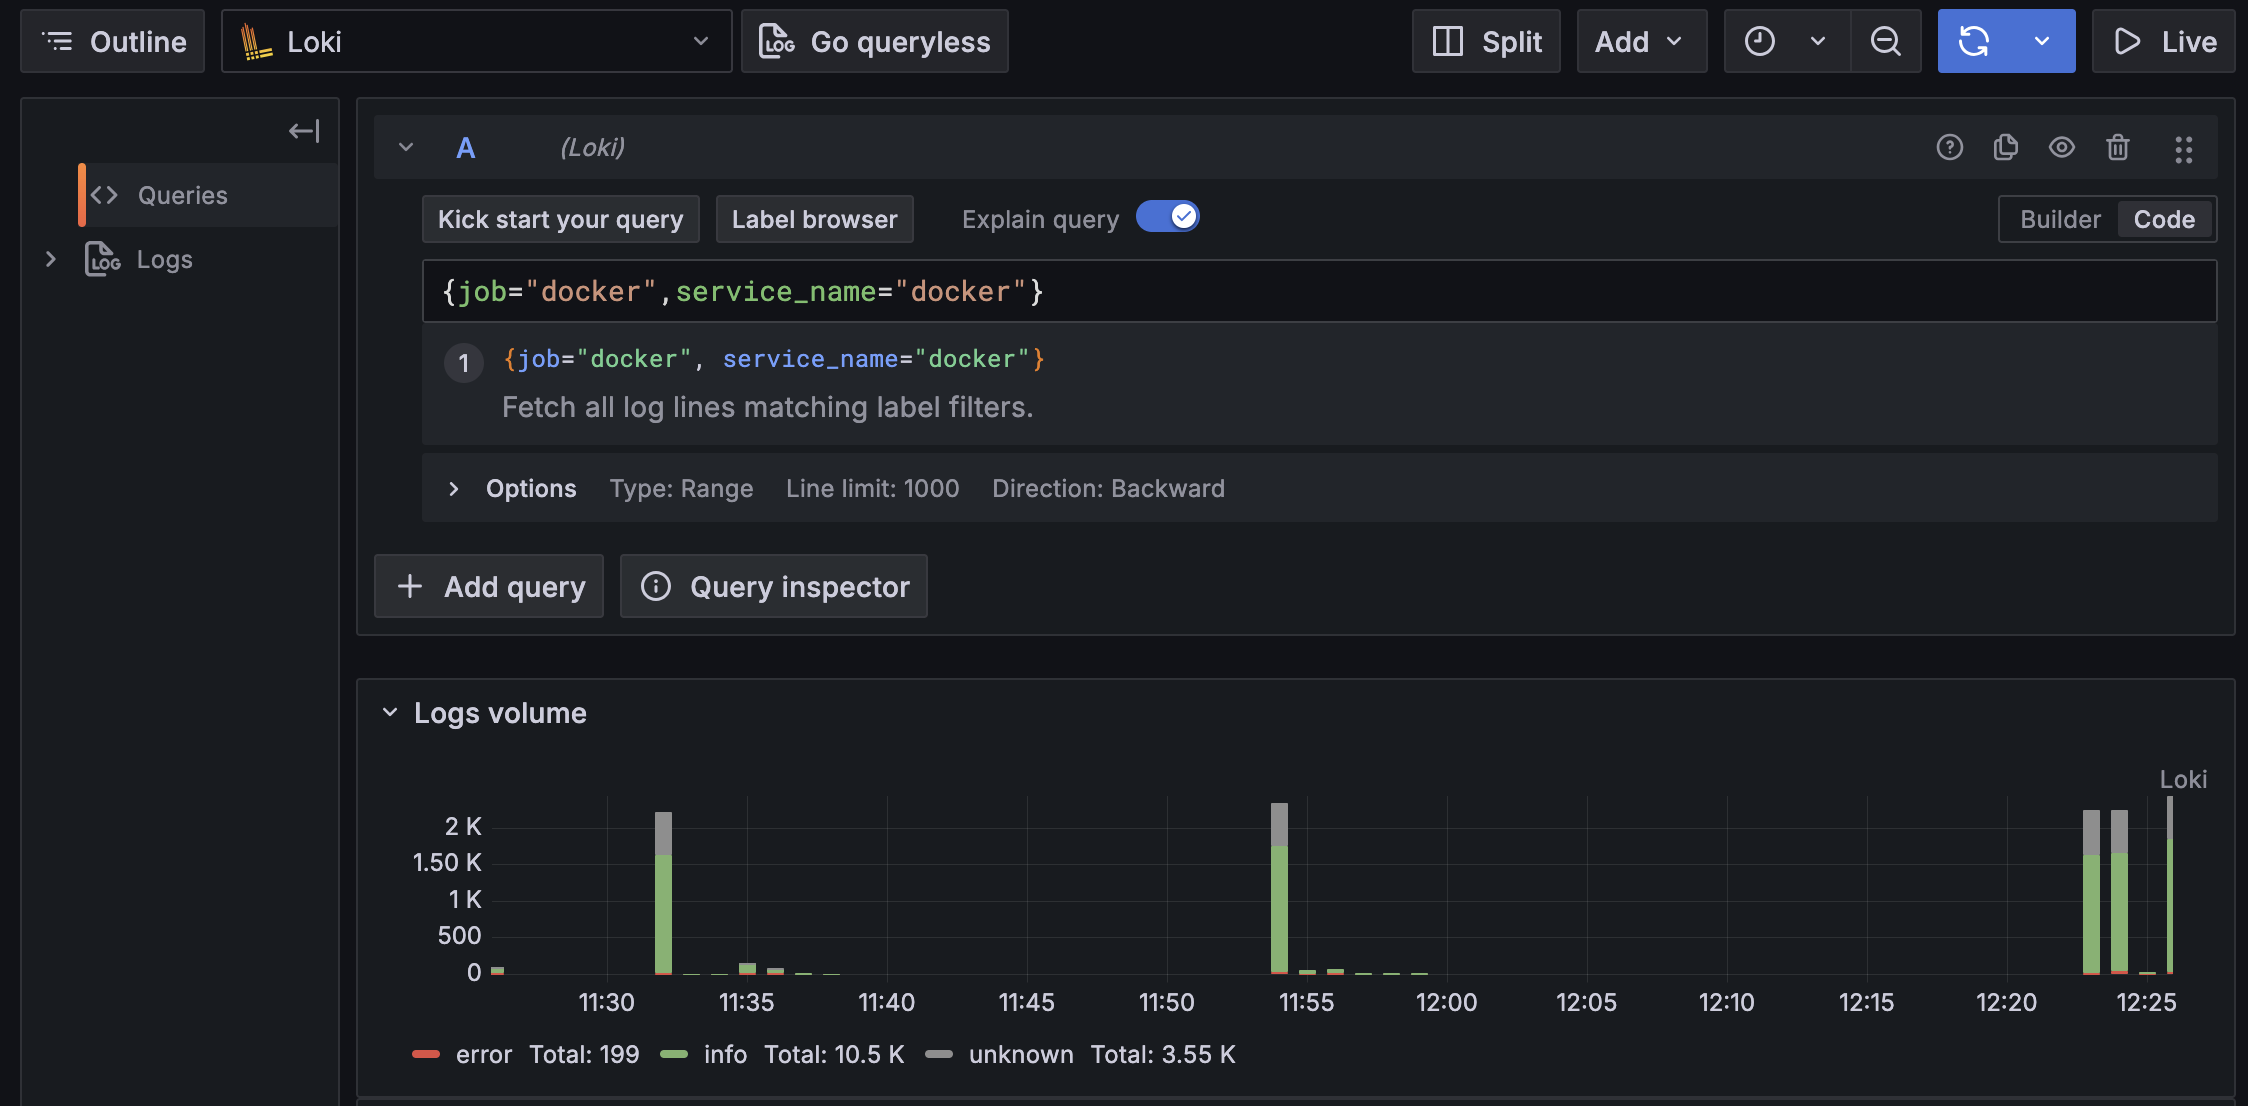 Outline
Loki
Go queryless
Split
Add
Live
Queries
Logs
A
(Loki)
Kick start your query
Label browser
Explain query
Builder
Code
{job="docker",service_name="docker"}
1
{job="docker", service_name="docker"}
Fetch all log lines matching label filters.
Options Type: Range Line limit: 1000 Direction: Backward
Add query
Query inspector
Logs volume
Loki
2 K
1.50 K
1 K
500
0
11:30 11:35 11:40 11:45 11:50 11:55 12:00 12:05 12:10 12:15 12:20 12:25
error Total: 199 info Total: 10.5 K unknown Total: 3.55 K